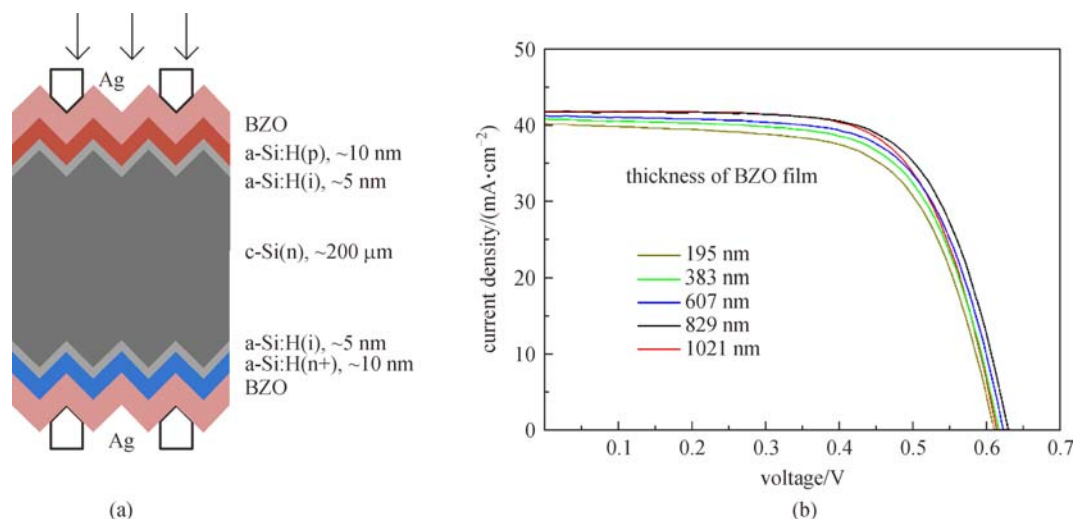 Ag
BZO
a-Si:H(p), ~10 nm
a-Si:H(i), ~5 nm
c-Si(n), ~200 μm
a-Si:H(i), ~5 nm
a-Si:H(n+), ~10 nm
BZO
Ag
(a)
50
40
30
20
10
0
current density/(mA·cm⁻²)
thickness of BZO film
195 nm
383 nm
607 nm
829 nm
1021 nm
0.1 0.2 0.3 0.4 0.5 0.6 0.7
voltage/V
(b)